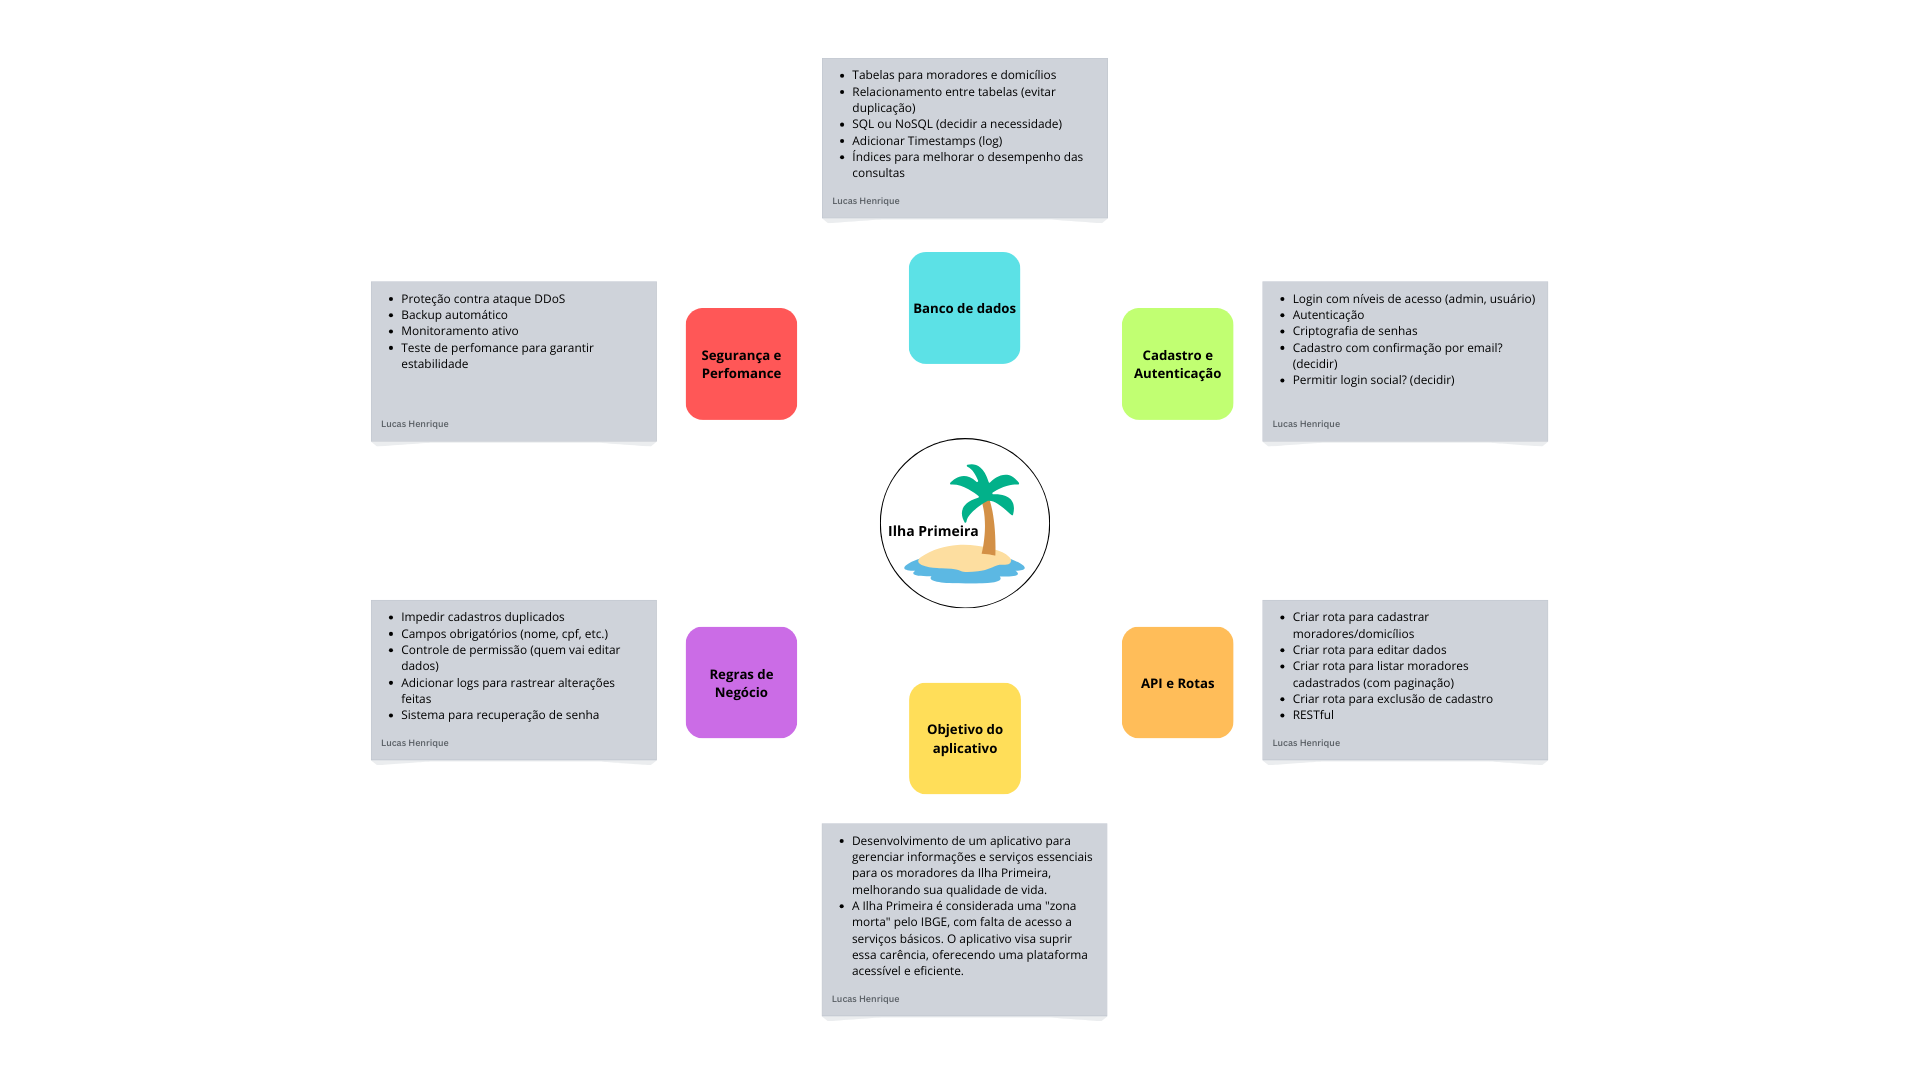 • Tabelas para moradores e domicílios
• Relacionamento entre tabelas (evitar
duplicação)
• SQL ou NoSQL (decidir a necessidade)
• Adicionar Timestamps (log)
• Índices para melhorar o desempenho das
consultas
Lucas Henrique
Banco de dados
• Proteção contra ataque DDoS
• Backup automático
• Monitoramento ativo
• Teste de perfomance para garantir
estabilidade
Lucas Henrique
Segurança e
Perfomance
Cadastro e
Autenticação
• Login com níveis de acesso (admin, usuário)
• Autenticação
• Criptografia de senhas
• Cadastro com confirmação por email?
(decidir)
• Permitir login social? (decidir)
Lucas Henrique
Ilha Primeira
• Impedir cadastros duplicados
• Campos obrigatórios (nome, cpf, etc.)
• Controle de permissão (quem vai editar
dados)
• Adicionar logs para rastrear alterações
feitas
• Sistema para recuperação de senha
Lucas Henrique
Regras de
Negócio
API e Rotas
• Criar rota para cadastrar
moradores/domicílios
• Criar rota para editar dados
• Criar rota para listar moradores
cadastrados (com paginação)
• Criar rota para exclusão de cadastro
• RESTful
Lucas Henrique
Objetivo do
aplicativo
• Desenvolvimento de um aplicativo para
gerenciar informações e serviços essenciais
para os moradores da Ilha Primeira,
melhorando sua qualidade de vida.
• A Ilha Primeira é considerada uma "zona
morta" pelo IBGE, com falta de acesso a
serviços básicos. O aplicativo visa suprir
essa carência, oferecendo uma plataforma
acessível e eficiente.
Lucas Henrique